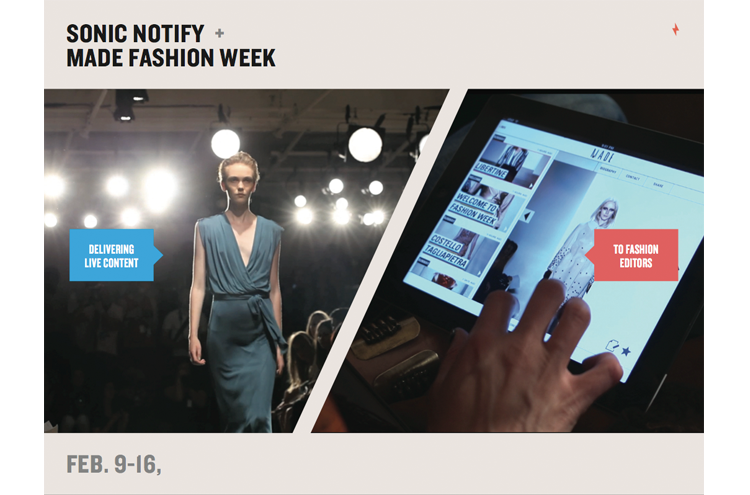 SONIC NOTIFY +
MADE FASHION WEEK
DELIVERING
LIVE CONTENT
MADE
LIBERTINE
WELCOME TO
FASHION WEEK
COSTELLO
TAGLIAPIETRA
TO FASHION
EDITORS
FEB. 9-16,